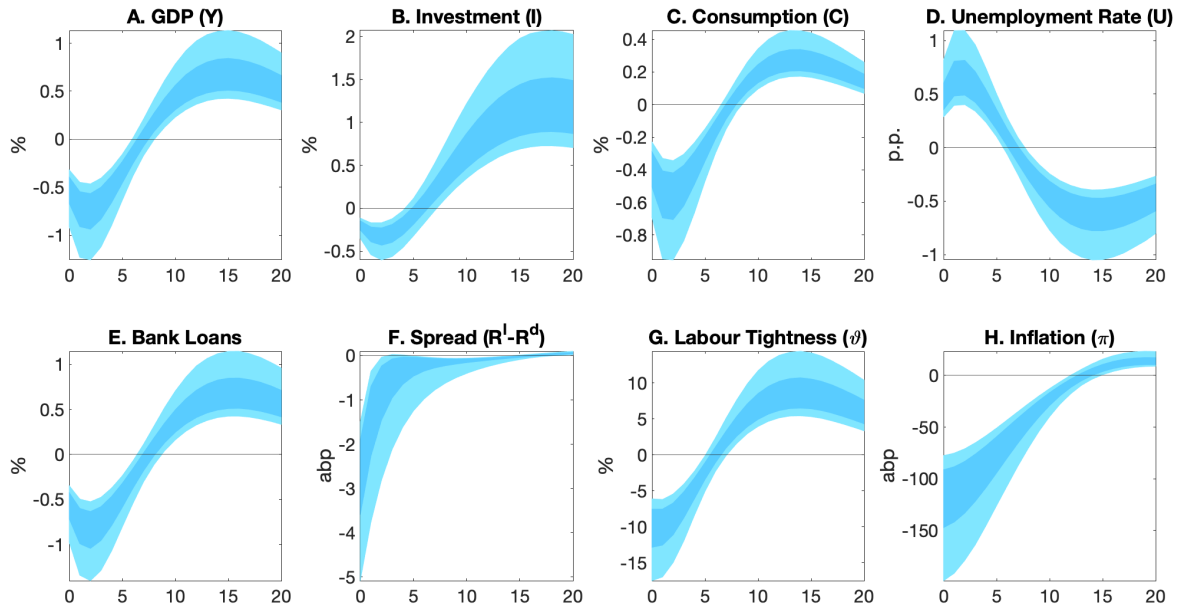 A. GDP (Y)
%
1
0.5
0
-0.5
-1
0 5 10 15 20
B. Investment (I)
%
2
1.5
1
0.5
0
-0.5
0 5 10 15 20
C. Consumption (C)
%
0.4
0.2
0
-0.2
-0.4
-0.6
-0.8
0 5 10 15 20
D. Unemployment Rate (U)
p.p.
1
0.5
0
-0.5
-1
0 5 10 15 20
E. Bank Loans
%
1
0.5
0
-0.5
-1
0 5 10 15 20
F. Spread (R^l-R^d)
abp
0
-1
-2
-3
-4
-5
0 5 10 15 20
G. Labour Tightness (ϑ)
%
10
5
0
-5
-10
-15
0 5 10 15 20
H. Inflation (π)
abp
0
-50
-100
-150
0 5 10 15 20